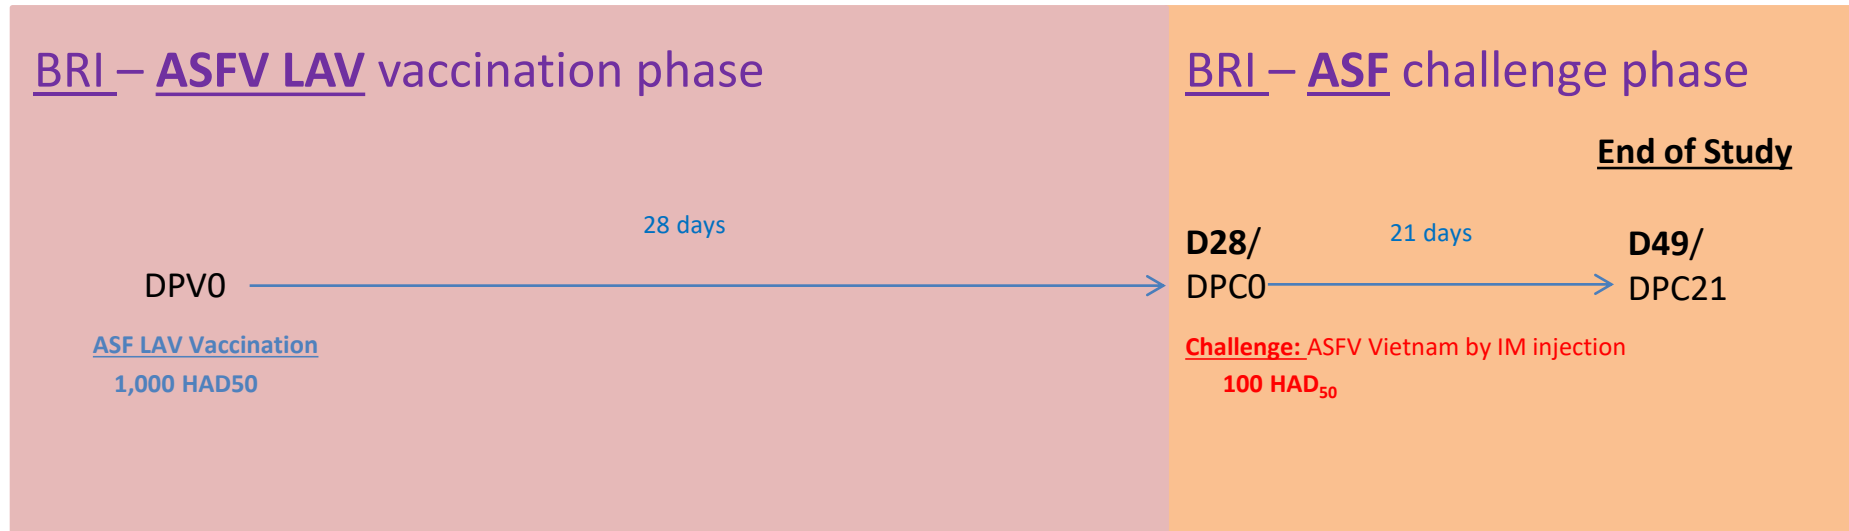 BRI – ASFV LAV vaccination phase
BRI – ASF challenge phase
End of Study
28 days
D28/
21 days
D49/
DPV0
DPC0
DPC21
ASF LAV Vaccination
Challenge: ASFV Vietnam by IM injection
1,000 HAD50
100 HAD50